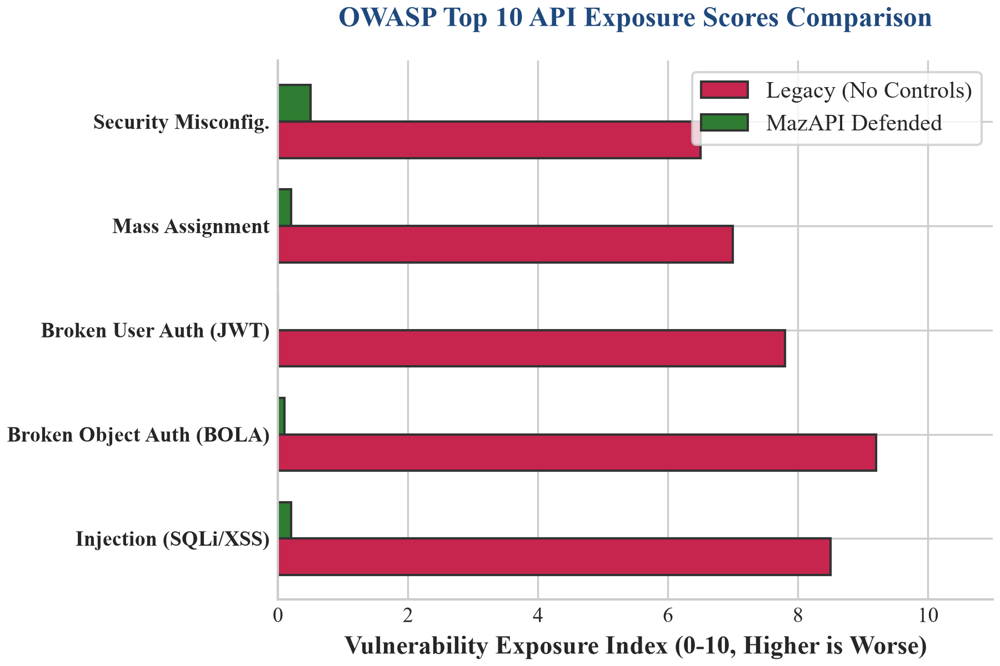 OWASP Top 10 API Exposure Scores Comparison
Legacy (No Controls)
MazAPI Defended
Security Misconfig.
Mass Assignment
Broken User Auth (JWT)
Broken Object Auth (BOLA)
Injection (SQLi/XSS)
0 2 4 6 8 10
Vulnerability Exposure Index (0-10, Higher is Worse)